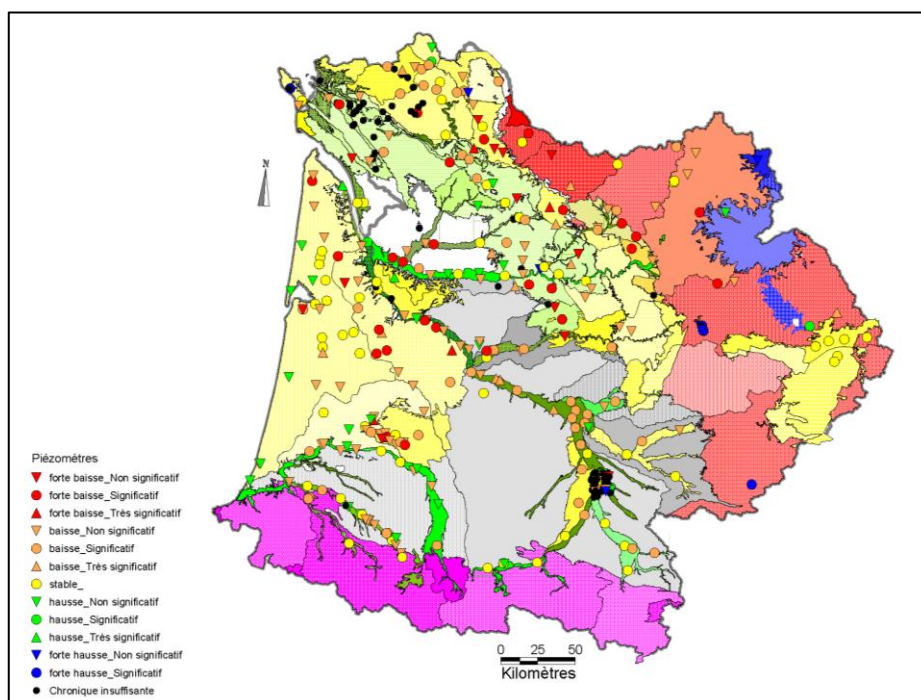 N
Piézomètres
forte baisse_Non significatif
forte baisse_Significatif
forte baisse_Très significatif
baisse_Non significatif
baisse_Significatif
baisse_Très significatif
stable_
hausse_Non significatif
hausse_Significatif
hausse_Très significatif
forte hausse_Non significatif
forte hausse_Significatif
Chronique insuffisante
0 25 50
Kilomètres